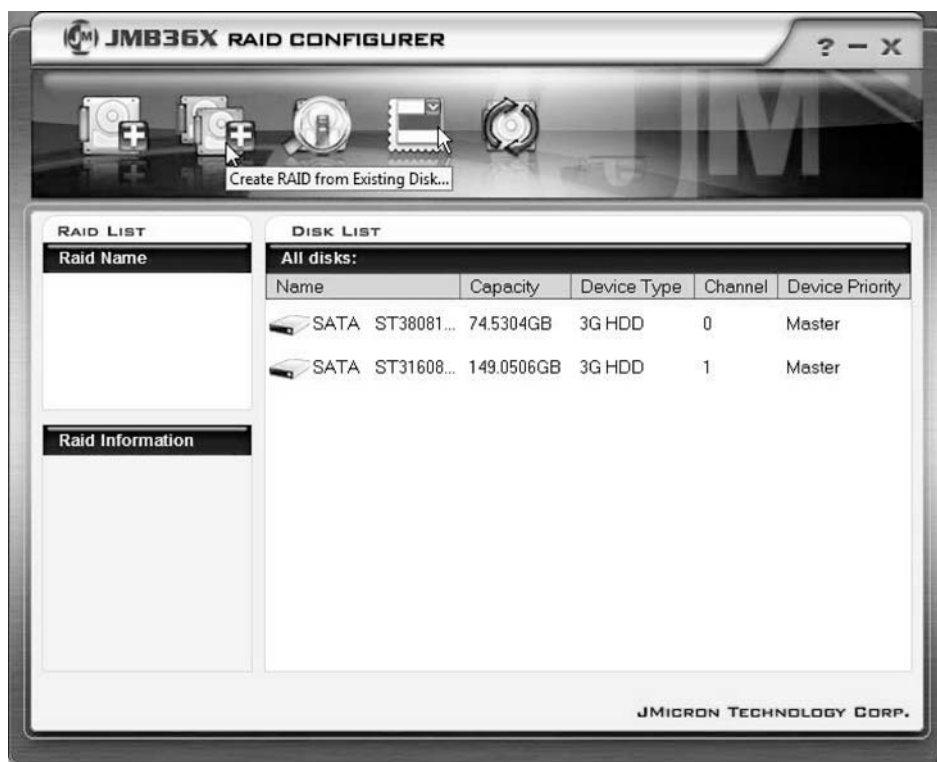 JMB36X RAID CONFIGURER
? – X
JM
Create RAID from Existing Disk...
RAID LIST
Raid Name
Raid Information
DISK LIST
All disks:
Name Capacity Device Type Channel Device Priority
SATA ST38081... 74.5304GB 3G HDD 0 Master
SATA ST31608... 149.0506GB 3G HDD 1 Master
JMICRON TECHNOLOGY CORP.